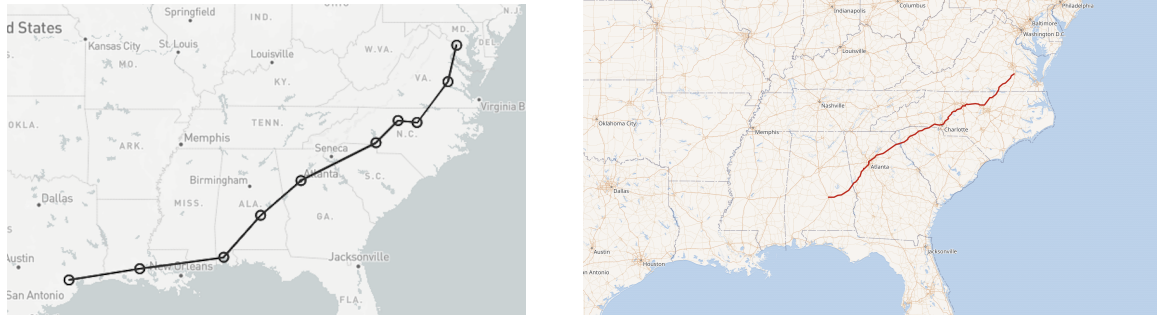 Springfield
IND.
N.J.
d States
MD.
DEL
Kansas City
St. Louis
W.VA.
MO.
Louisville
KY.
VA.
Virginia B
OKLA.
TENN.
N.C.
Memphis
ARK.
Seneca
Birmingham
Atlanta
S.C.
Dallas
MISS.
ALA.
GA.
Austin
New Orleans
Jacksonville
San Antonio
FLA.
Philadelphia
Indianapolis
Columbus
Baltimore
Washington D.C.
Louisville
Nashville
Oklahoma City
Memphis
Charlotte
Atlanta
Dallas
Austin
Houston
Jacksonville
an Antonio